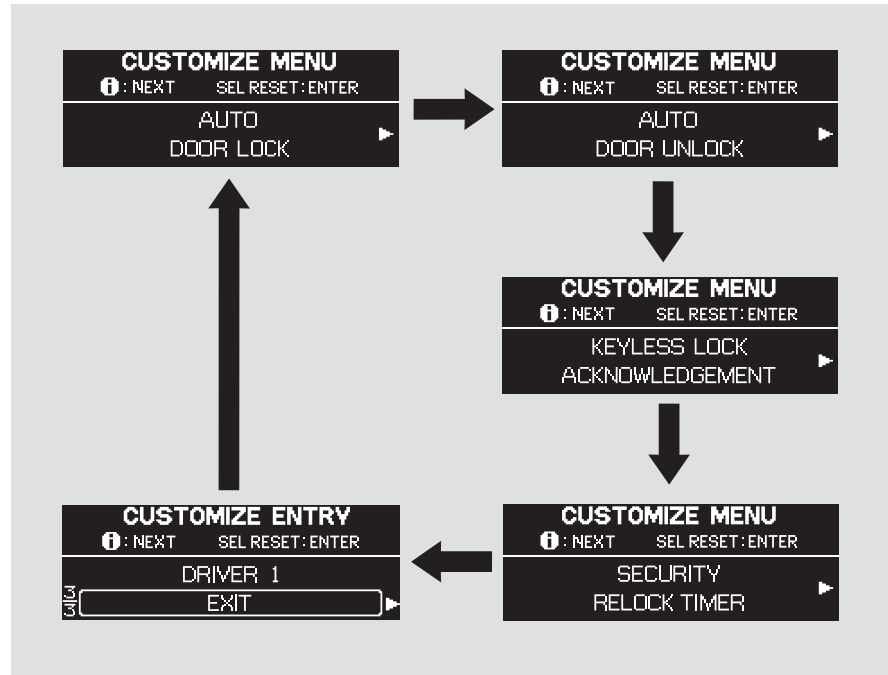 CUSTOMIZE MENU
i : NEXT SEL RESET : ENTER
AUTO
DOOR LOCK
CUSTOMIZE MENU
i : NEXT SEL RESET : ENTER
AUTO
DOOR UNLOCK
CUSTOMIZE MENU
i : NEXT SEL RESET : ENTER
KEYLESS LOCK
ACKNOWLEDGEMENT
CUSTOMIZE MENU
i : NEXT SEL RESET : ENTER
SECURITY
RELOCK TIMER
CUSTOMIZE ENTRY
i : NEXT SEL RESET : ENTER
DRIVER 1
3/3 EXIT